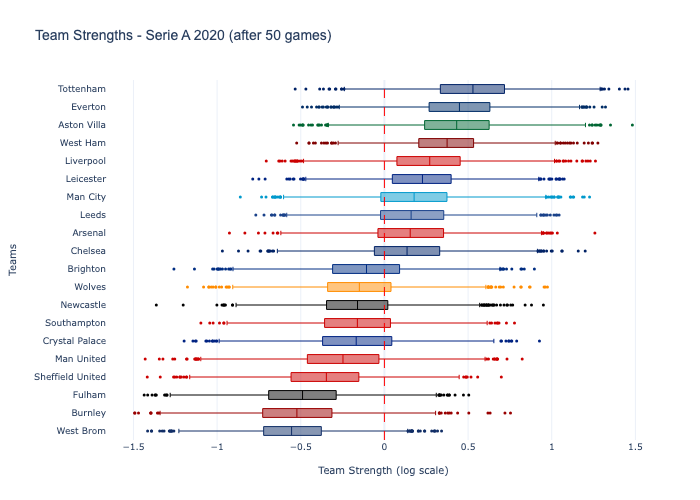 Team Strengths - Serie A 2020 (after 50 games)
Tottenham
Everton
Aston Villa
West Ham
Liverpool
Leicester
Man City
Leeds
Arsenal
Chelsea
Brighton
Wolves
Newcastle
Southampton
Crystal Palace
Man United
Sheffield United
Fulham
Burnley
West Brom
Teams
−1.5 −1 −0.5 0 0.5 1 1.5
Team Strength (log scale)